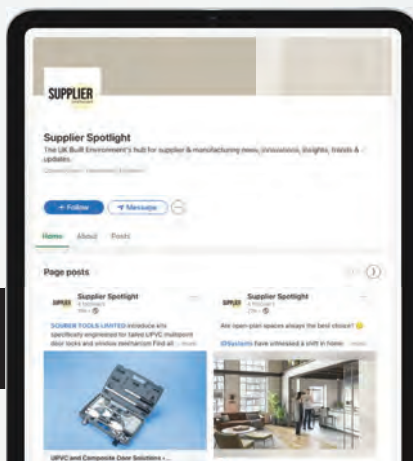 SUPPLIER
Supplier Spotlight
The UK Built Environment's hub for supplier & manufacturing news, innovations, insights, trends &
updates.
+ Follow
Message
Home About Posts
Page posts
SUPPLIER
Supplier Spotlight
SOUBER TOOLS LIMITED introduce kits
specifically engineered for failed UPVC multipoint
door locks and window mechanism Find all ... more
UPVC and Composite Door Solutions • ...
SUPPLIER
Supplier Spotlight
Are open-plan spaces always the best choice?
have witnessed a shift in home ... more